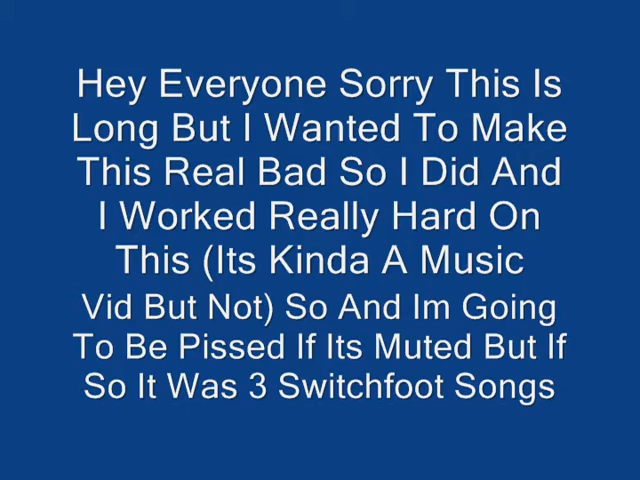 Hey Everyone Sorry This Is
Long But I Wanted To Make
This Real Bad So I Did And
I Worked Really Hard On
This (Its Kinda A Music
Vid But Not) So And Im Going
To Be Pissed If Its Muted But If
So It Was 3 Switchfoot Songs